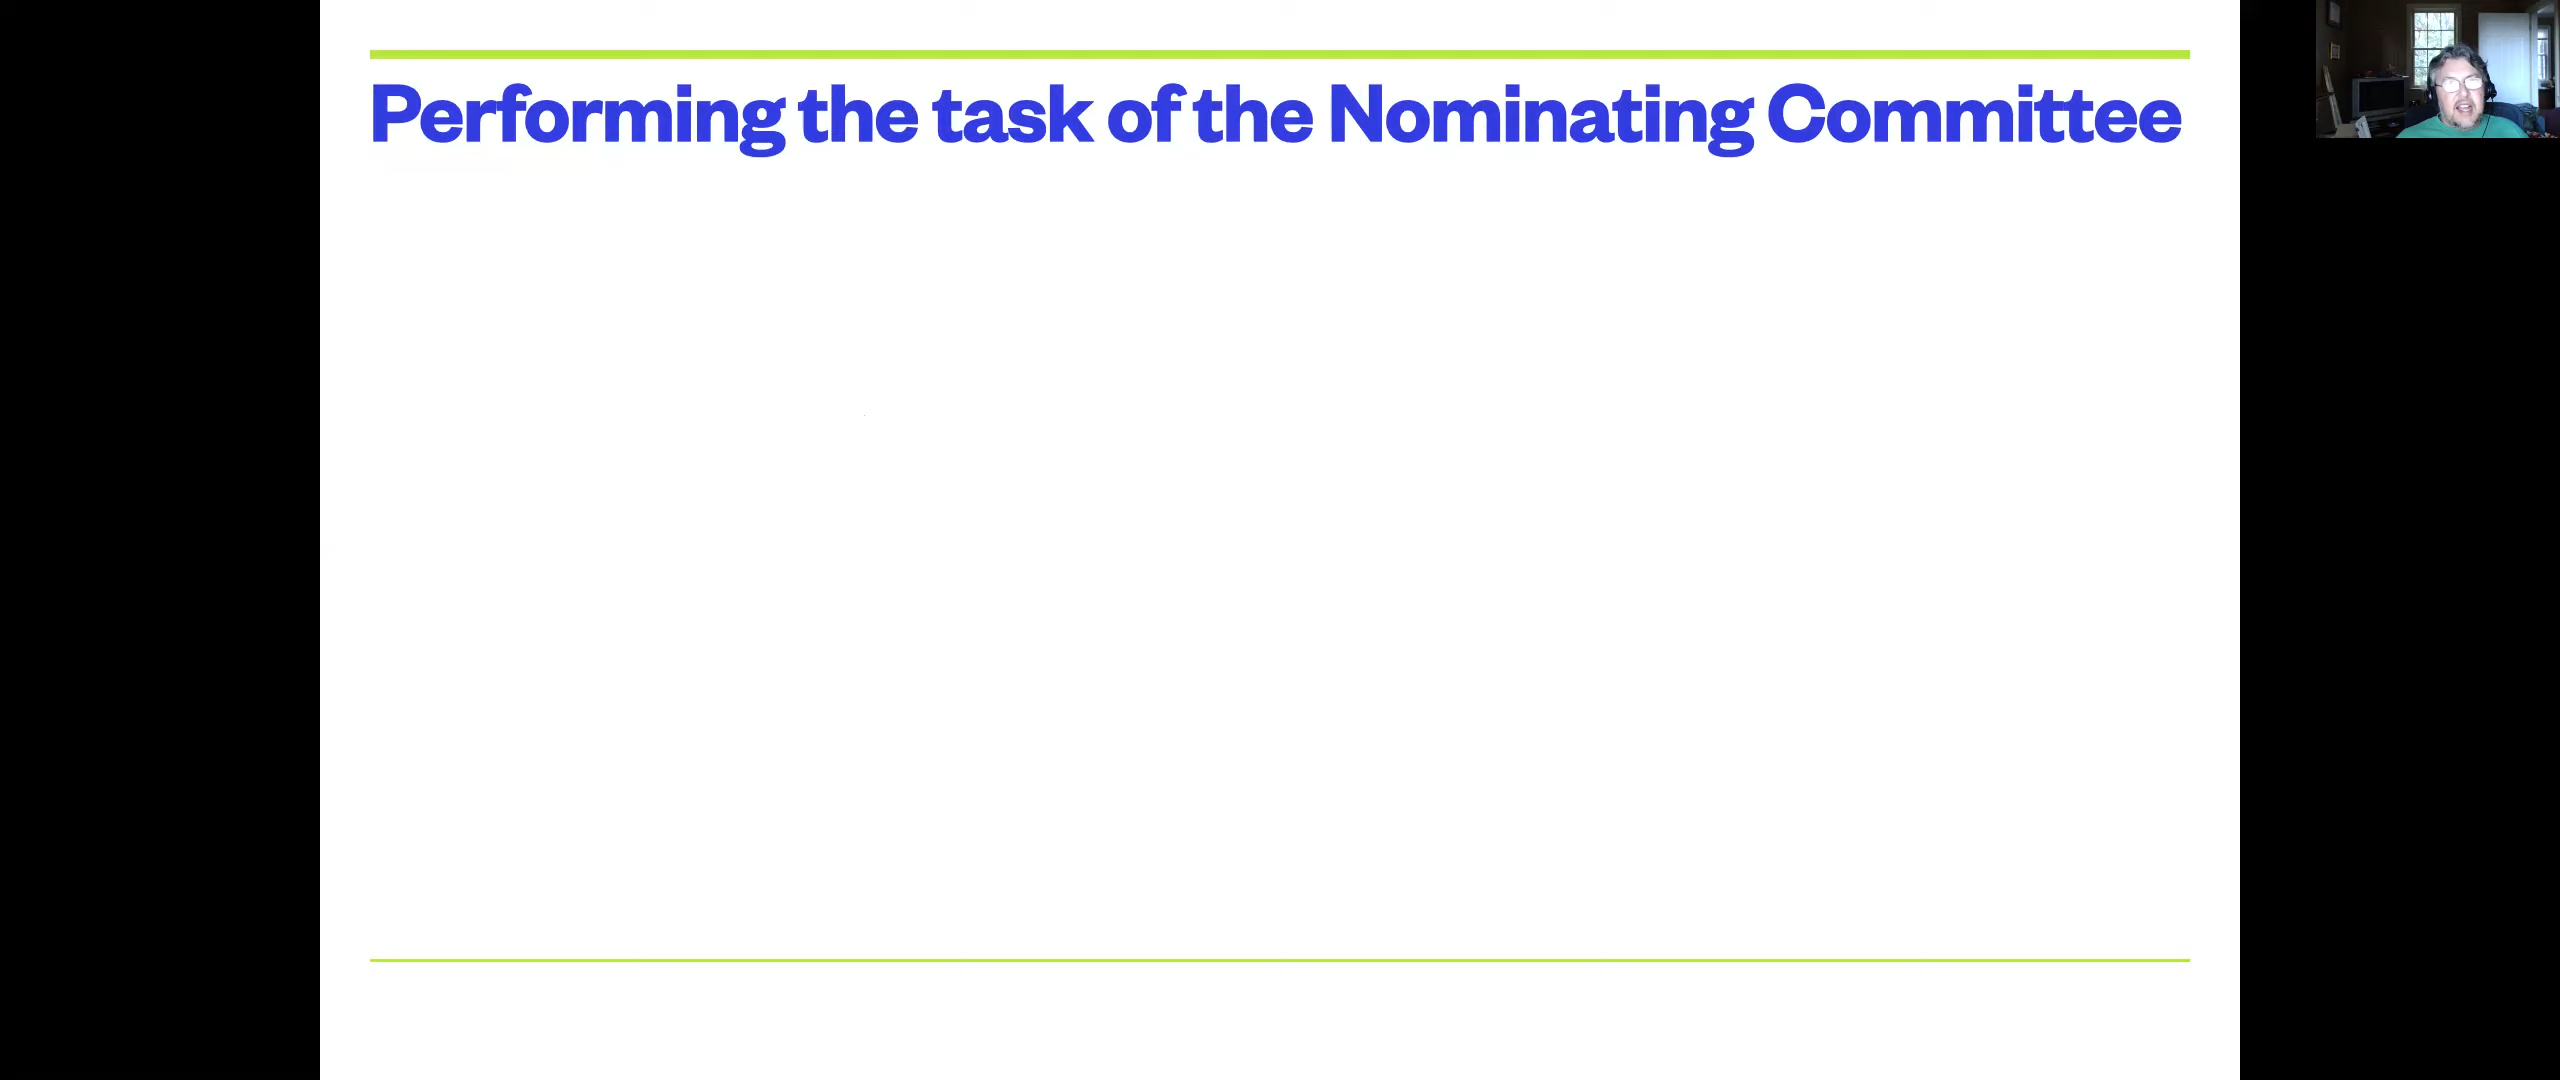 Performing the task of the Nominating Committee